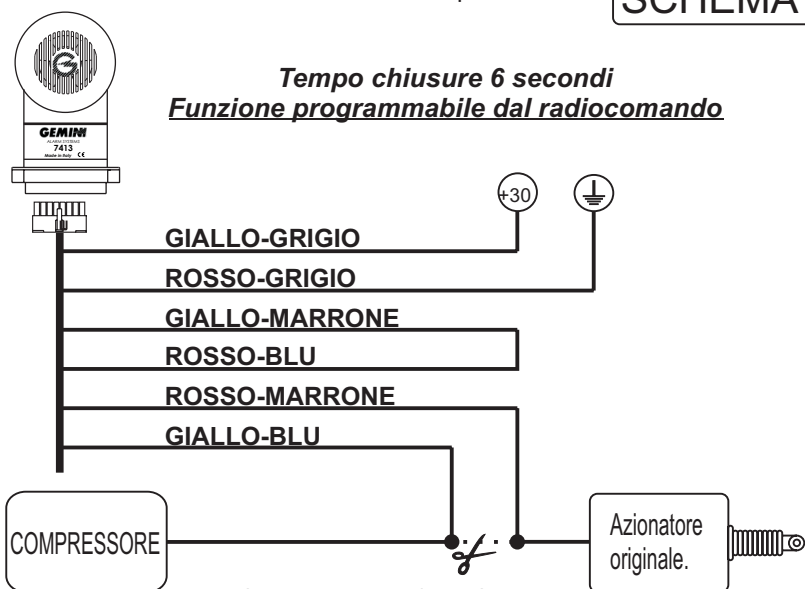 SCHEMA
Tempo chiusure 6 secondi
Funzione programmabile dal radiocomando
GEMINI
ALARM SYSTEMS
7413
Made in Italy CE
+30
GIALLO-GRIGIO
ROSSO-GRIGIO
GIALLO-MARRONE
ROSSO-BLU
ROSSO-MARRONE
GIALLO-BLU
COMPRESSORE
Azionatore
originale.